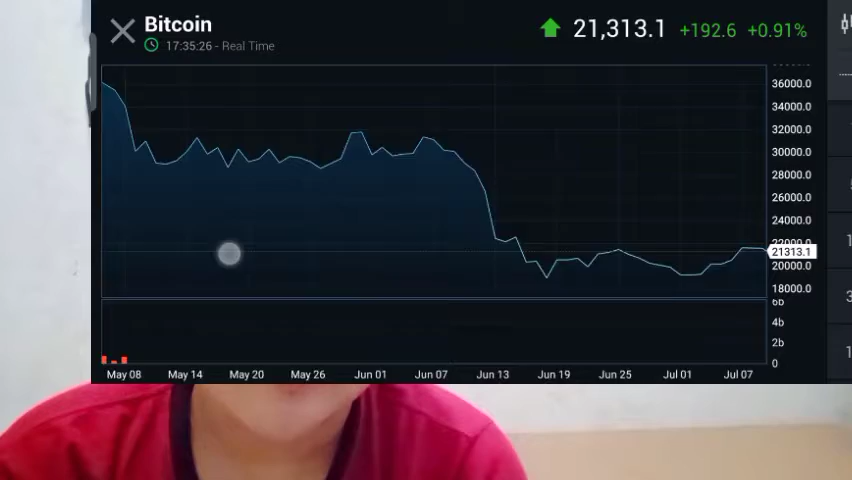 Bitcoin
21,313.1 +192.6 +0.91%
17:35:26 - Real Time
36000.0
34000.0
32000.0
30000.0
28000.0
26000.0
24000.0
22000.0
21313.1
20000.0
18000.0
6b
4b
2b
0
May 08 May 14 May 20 May 26 Jun 01 Jun 07 Jun 13 Jun 19 Jun 25 Jul 01 Jul 07